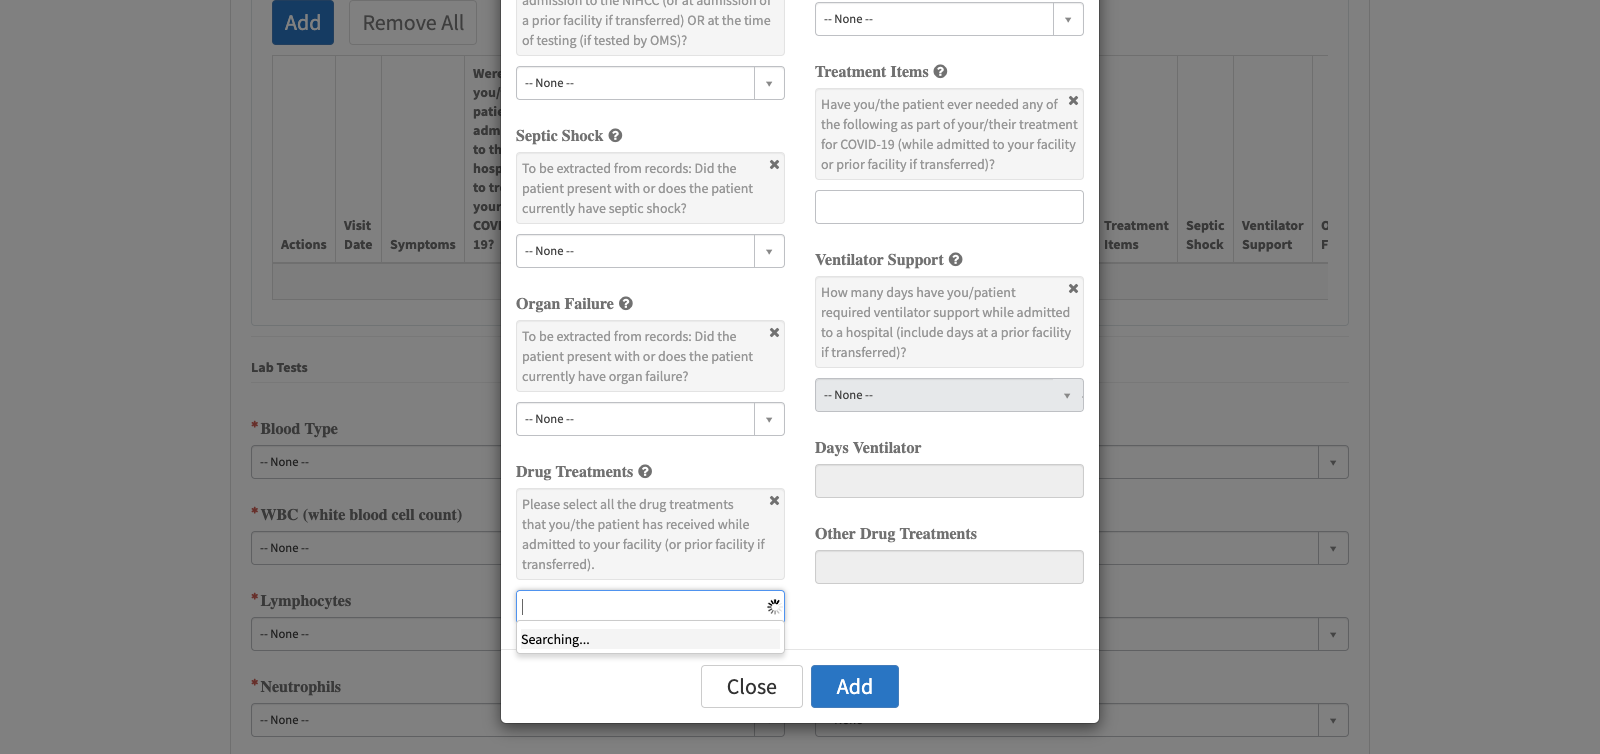 Add
Remove All
Were
you/
patie
adm
to th
hosp
to tre
your
COVI
19?
Actions
Visit
Date
Symptoms
Treatment
Items
Septic
Shock
Ventilator
Support
O
F
Lab Tests
*Blood Type
-- None --
*WBC (white blood cell count)
-- None --
*Lymphocytes
-- None --
*Neutrophils
-- None --
admission to the NIHCC (or at admission of
a prior facility if transferred) OR at the time
of testing (if tested by OMS)?
-- None --
Septic Shock
To be extracted from records: Did the
patient present with or does the patient
currently have septic shock?
-- None --
Organ Failure
To be extracted from records: Did the
patient present with or does the patient
currently have organ failure?
-- None --
Drug Treatments
Please select all the drug treatments
that you/the patient has received while
admitted to your facility (or prior facility if
transferred).
Searching...
-- None --
Treatment Items
Have you/the patient ever needed any of
the following as part of your/their treatment
for COVID-19 (while admitted to your facility
or prior facility if transferred)?
Ventilator Support
How many days have you/patient
required ventilator support while admitted
to a hospital (include days at a prior facility
if transferred)?
-- None --
Days Ventilator
Other Drug Treatments
Close
Add